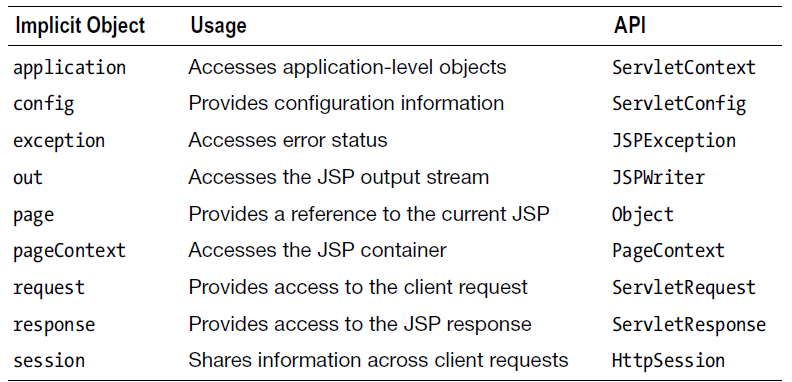 Implicit Object Usage API
application Accesses application-level objects ServletContext
config Provides configuration information ServletConfig
exception Accesses error status JSPException
out Accesses the JSP output stream JSPWriter
page Provides a reference to the current JSP Object
pageContext Accesses the JSP container PageContext
request Provides access to the client request ServletRequest
response Provides access to the JSP response ServletResponse
session Shares information across client requests HttpSession